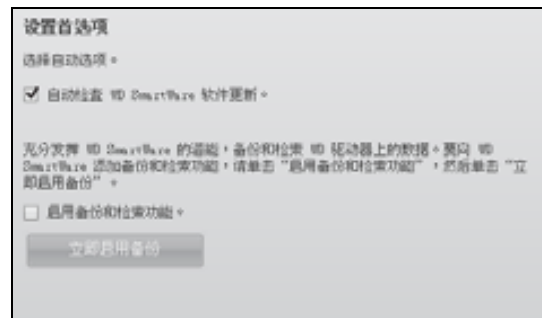 设置首选项
选择自动选项。
自动检查 WD SmartWare 软件更新。
充分发挥 WD SmartWare 的潜能，备份和检索 WD 驱动器上的数据。要向 WD
SmartWare 添加备份和检索功能，请单击“启用备份和检索功能”，然后单击“立
即启用备份”。
启用备份和检索功能。
立即启用备份